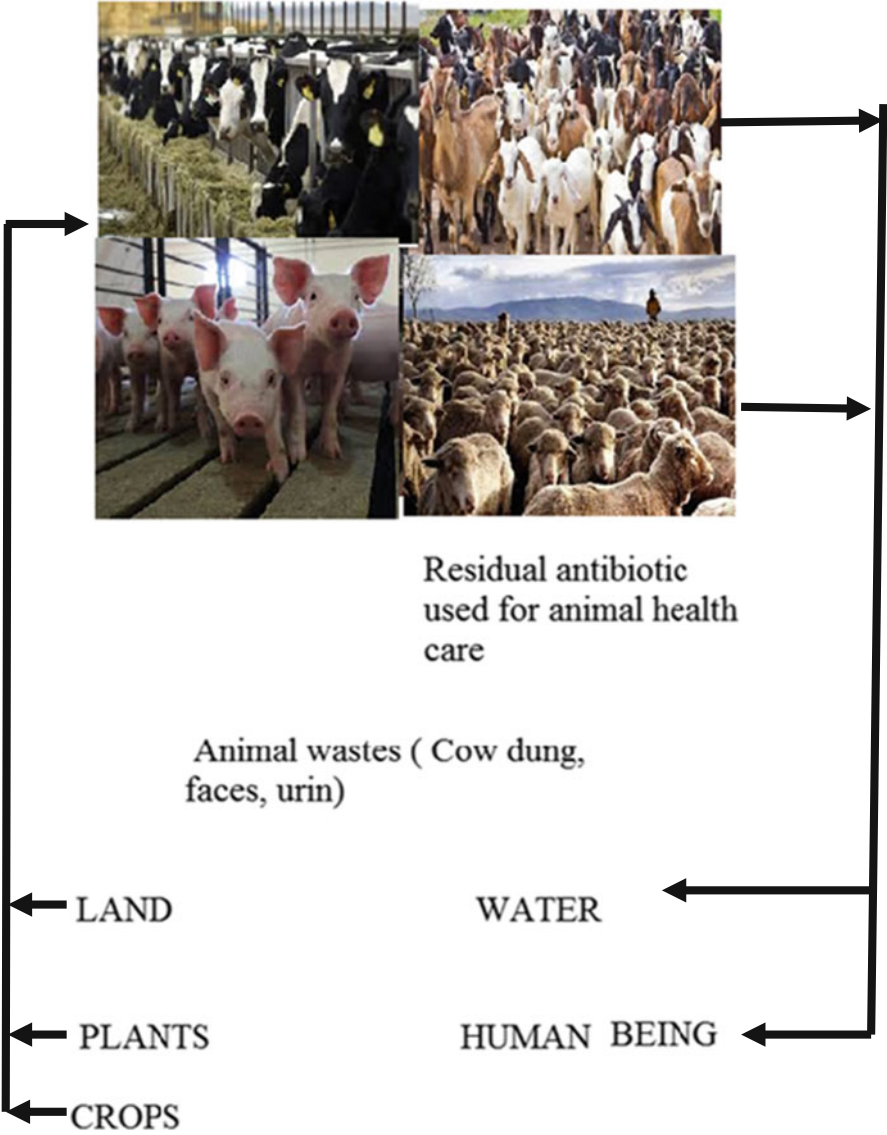 Residual antibiotic
used for animal health
care
Animal wastes ( Cow dung,
faces, urin)
LAND
WATER
PLANTS
HUMAN BEING
CROPS